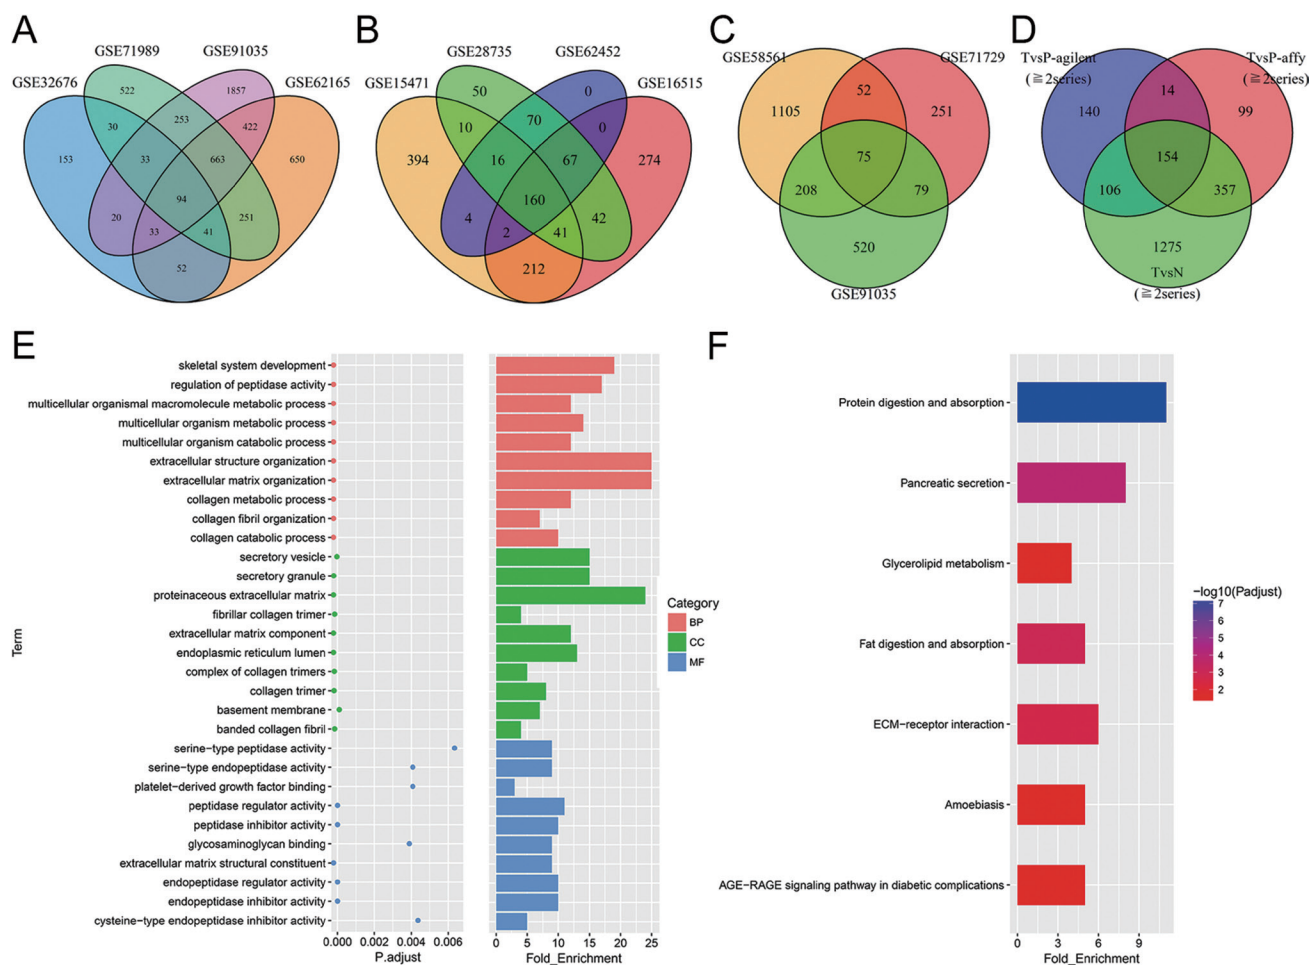 A
GSE71989
GSE91035
GSE32676
GSE62165
522
1857
30
253
422
153
33
663
650
94
20
251
33
41
52
B
GSE28735
GSE62452
GSE15471
GSE16515
50
0
10
70
0
394
16
67
274
160
4
42
2
41
212
C
GSE58561
GSE71729
52
1105
251
75
208
79
520
GSE91035
D
TvsP-agilent
(≧2series)
TvsP-affy
(≧2series)
14
140
99
154
106
357
1275
TvsN
(≧2series)
E
Term
skeletal system development
regulation of peptidase activity
multicellular organismal macromolecule metabolic process
multicellular organism metabolic process
multicellular organism catabolic process
extracellular structure organization
extracellular matrix organization
collagen metabolic process
collagen fibril organization
collagen catabolic process
secretory vesicle
secretory granule
proteinaceous extracellular matrix
fibrillar collagen trimer
extracellular matrix component
endoplasmic reticulum lumen
complex of collagen trimers
collagen trimer
basement membrane
banded collagen fibril
serine−type peptidase activity
serine−type endopeptidase activity
platelet−derived growth factor binding
peptidase regulator activity
peptidase inhibitor activity
glycosaminoglycan binding
extracellular matrix structural constituent
endopeptidase regulator activity
endopeptidase inhibitor activity
cysteine−type endopeptidase inhibitor activity
0.000 0.002 0.004 0.006
P.adjust
0 5 10 15 20 25
Fold_Enrichment
Category
BP
CC
MF
F
Protein digestion and absorption
Pancreatic secretion
Glycerolipid metabolism
Fat digestion and absorption
ECM−receptor interaction
Amoebiasis
AGE−RAGE signaling pathway in diabetic complications
0 3 6 9
Fold_Enrichment
−log10(Padjust)
7
6
5
4
3
2